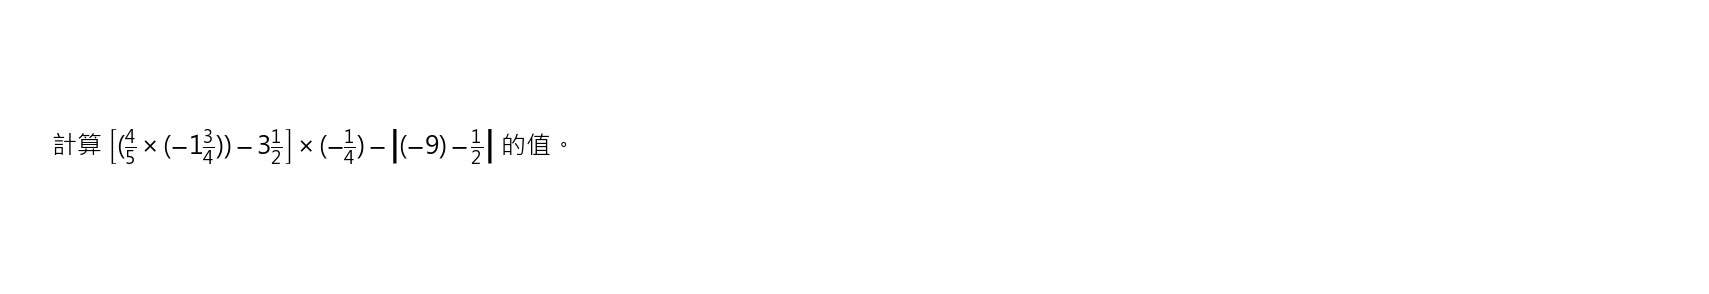 計算 [(4/5 × (−1 3/4)) − 3 1/2] × (−1/4) − |(−9) − 1/2| 的值。